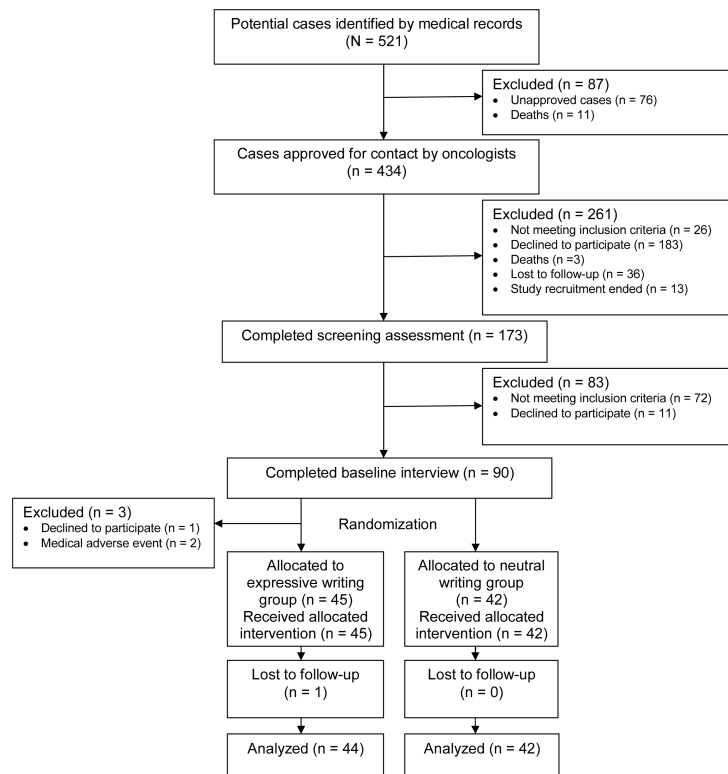 Potential cases identified by medical records
(N = 521)
Excluded (n = 87)
• Unapproved cases (n = 76)
• Deaths (n = 11)
Cases approved for contact by oncologists
(n = 434)
Excluded (n = 261)
• Not meeting inclusion criteria (n = 26)
• Declined to participate (n = 183)
• Deaths (n =3)
• Lost to follow-up (n = 36)
• Study recruitment ended (n = 13)
Completed screening assessment (n = 173)
Excluded (n = 83)
• Not meeting inclusion criteria (n = 72)
• Declined to participate (n = 11)
Completed baseline interview (n = 90)
Excluded (n = 3)
• Declined to participate (n = 1)
• Medical adverse event (n = 2)
Randomization
Allocated to
expressive writing
group (n = 45)
Received allocated
intervention (n = 45)
Allocated to neutral
writing group
(n = 42)
Received allocated
intervention (n = 42)
Lost to follow-up
(n = 1)
Lost to follow-up
(n = 0)
Analyzed (n = 44)
Analyzed (n = 42)